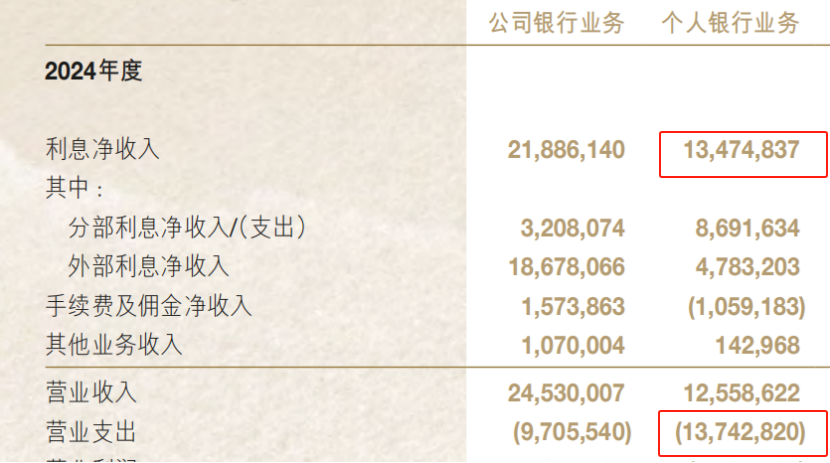 公司银行业务 个人银行业务
2024年度
利息净收入 21,886,140 13,474,837
其中：
分部利息净收入/（支出） 3,208,074 8,691,634
外部利息净收入 18,678,066 4,783,203
手续费及佣金净收入 1,573,863 (1,059,183)
其他业务收入 1,070,004 142,968
营业收入 24,530,007 12,558,622
营业支出 (9,705,540) (13,742,820)